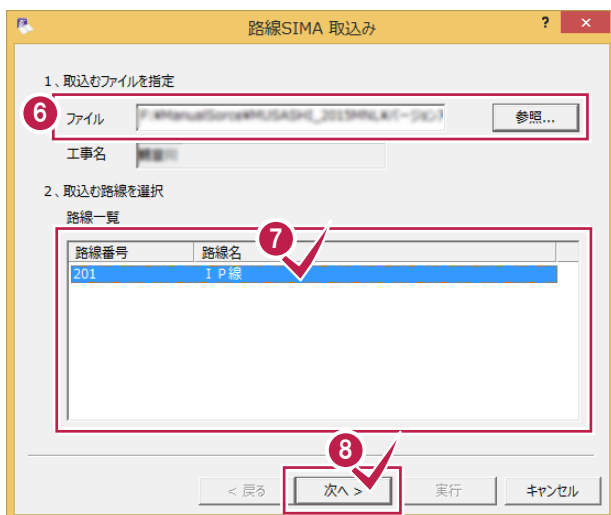 路線SIMA 取込み
? ×
1、取込むファイルを指定
6
ファイル
参照...
工事名
2、取込む路線を選択
路線一覧
7
路線番号 路線名
201 ＩＰ線
8
< 戻る 次へ > 実行 キャンセル